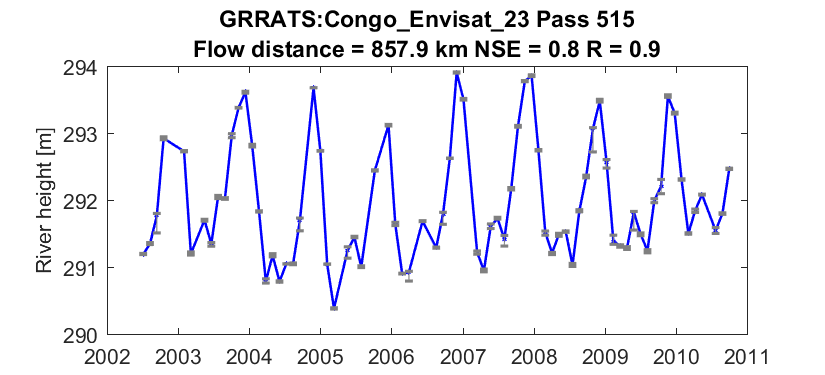 GRRATS:Congo_Envisat_23 Pass 515
Flow distance = 857.9 km NSE = 0.8 R = 0.9
River height [m]
294
293
292
291
290
2002 2003 2004 2005 2006 2007 2008 2009 2010 2011